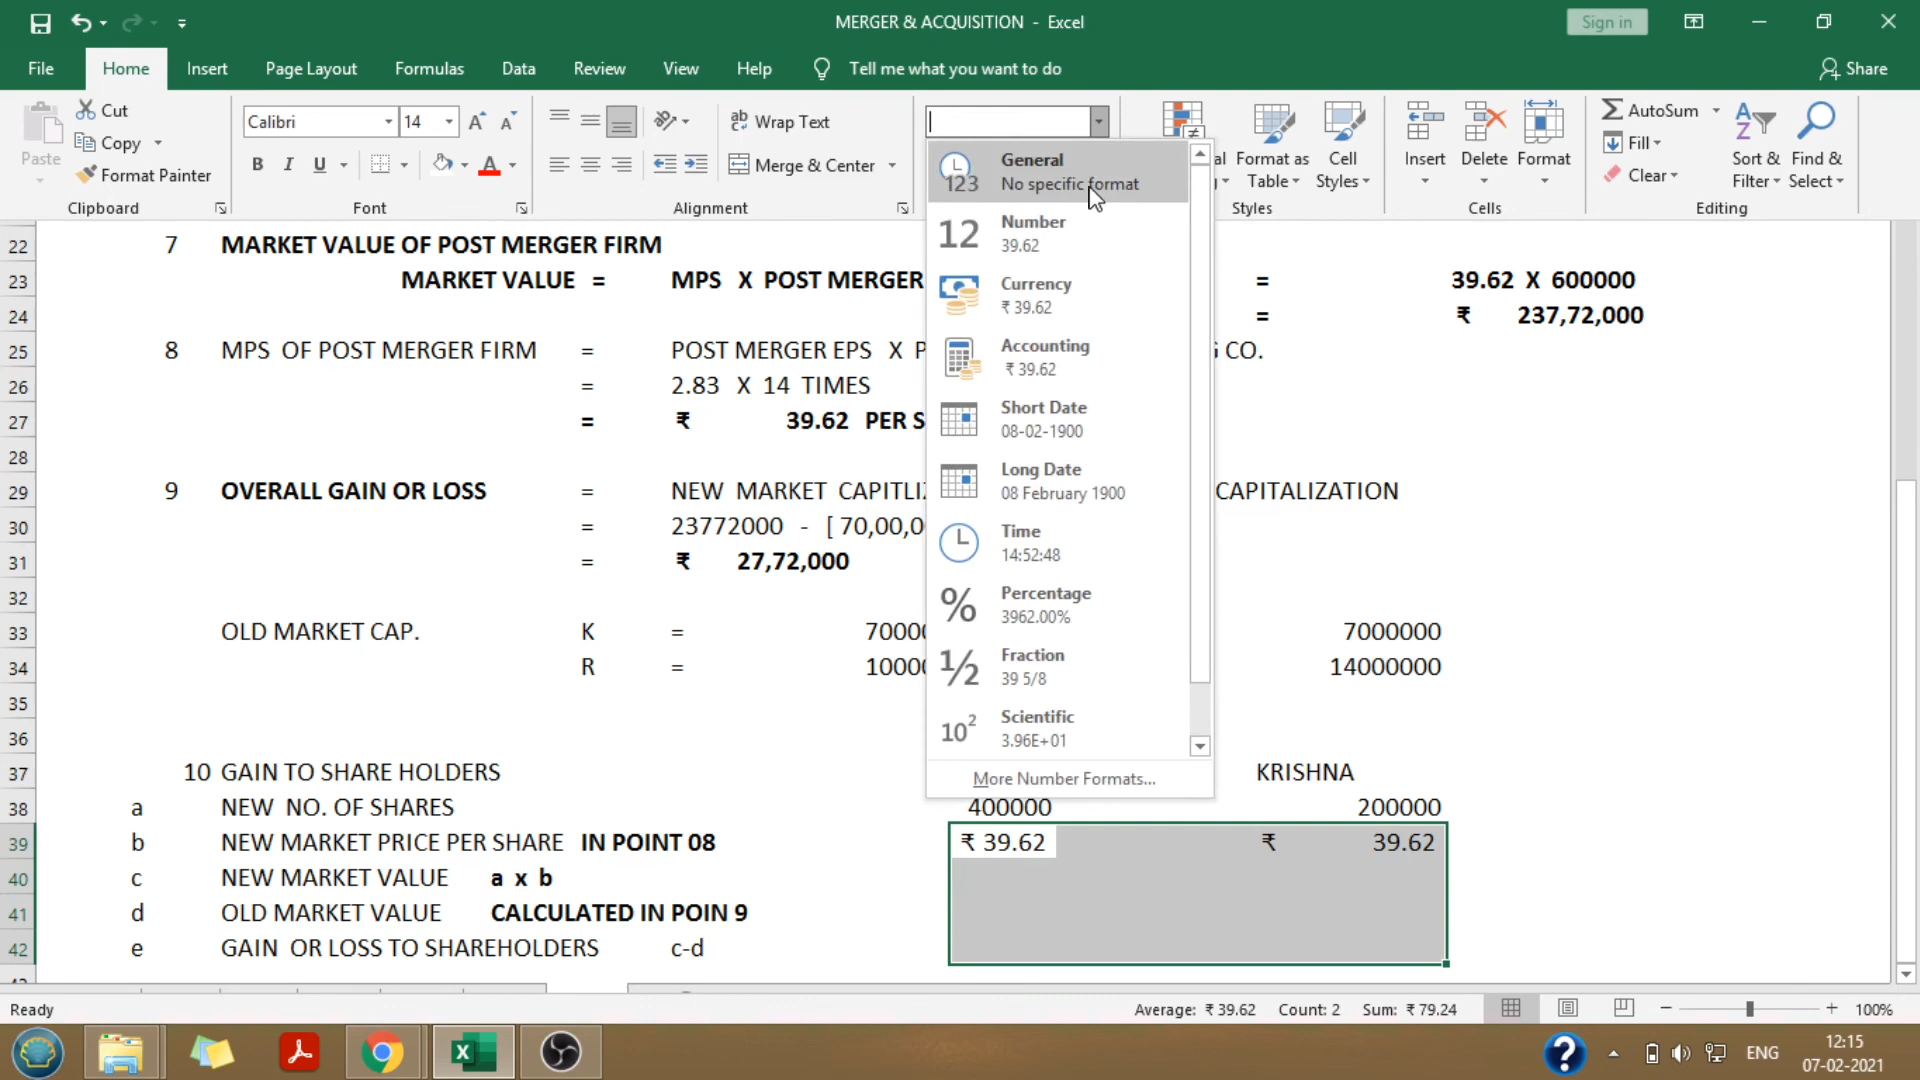 MERGER & ACQUISITION - Excel
Sign in
File Home Insert Page Layout Formulas Data Review View Help Tell me what you want to do Share
Paste
Cut
Copy
Format Painter
Clipboard
Calibri 14
B I U
Font
Wrap Text
Merge & Center
Alignment
Format as Table
Cell Styles
Styles
Insert Delete Format
Cells
AutoSum
Fill
Clear
Sort & Filter
Find & Select
Editing
General
No specific format
Number
39.62
Currency
₹ 39.62
Accounting
₹ 39.62
Short Date
08-02-1900
Long Date
08 February 1900
Time
14:52:48
Percentage
3962.00%
Fraction
39 5/8
Scientific
3.96E+01
More Number Formats...
22 7 MARKET VALUE OF POST MERGER FIRM
23 MARKET VALUE = MPS X POST MERGER = 39.62 X 600000
24 = ₹ 237,72,000
25 8 MPS OF POST MERGER FIRM = POST MERGER EPS X CO.
26 = 2.83 X 14 TIMES
27 = ₹ 39.62 PER
28
29 9 OVERALL GAIN OR LOSS = NEW MARKET CAPITALIZATION
30 = 23772000 - [ 70,00,0
31 = ₹ 27,72,000
32
33 OLD MARKET CAP. K = 7000 7000000
34 R = 1000 14000000
35
36
37 10 GAIN TO SHARE HOLDERS KRISHNA
38 a NEW NO. OF SHARES 400000 200000
39 b NEW MARKET PRICE PER SHARE IN POINT 08 ₹ 39.62 ₹ 39.62
40 c NEW MARKET VALUE a x b
41 d OLD MARKET VALUE CALCULATED IN POIN 9
42 e GAIN OR LOSS TO SHAREHOLDERS c-d
Ready Average: ₹ 39.62 Count: 2 Sum: ₹ 79.24 100%
ENG
12:15
07-02-2021